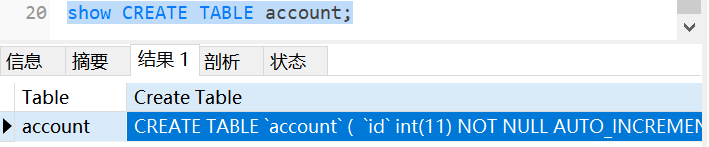 20 show CREATE TABLE account;
信息 摘要 结果 1 剖析 状态
Table Create Table
account CREATE TABLE `account` ( `id` int(11) NOT NULL AUTO_INCREMEN